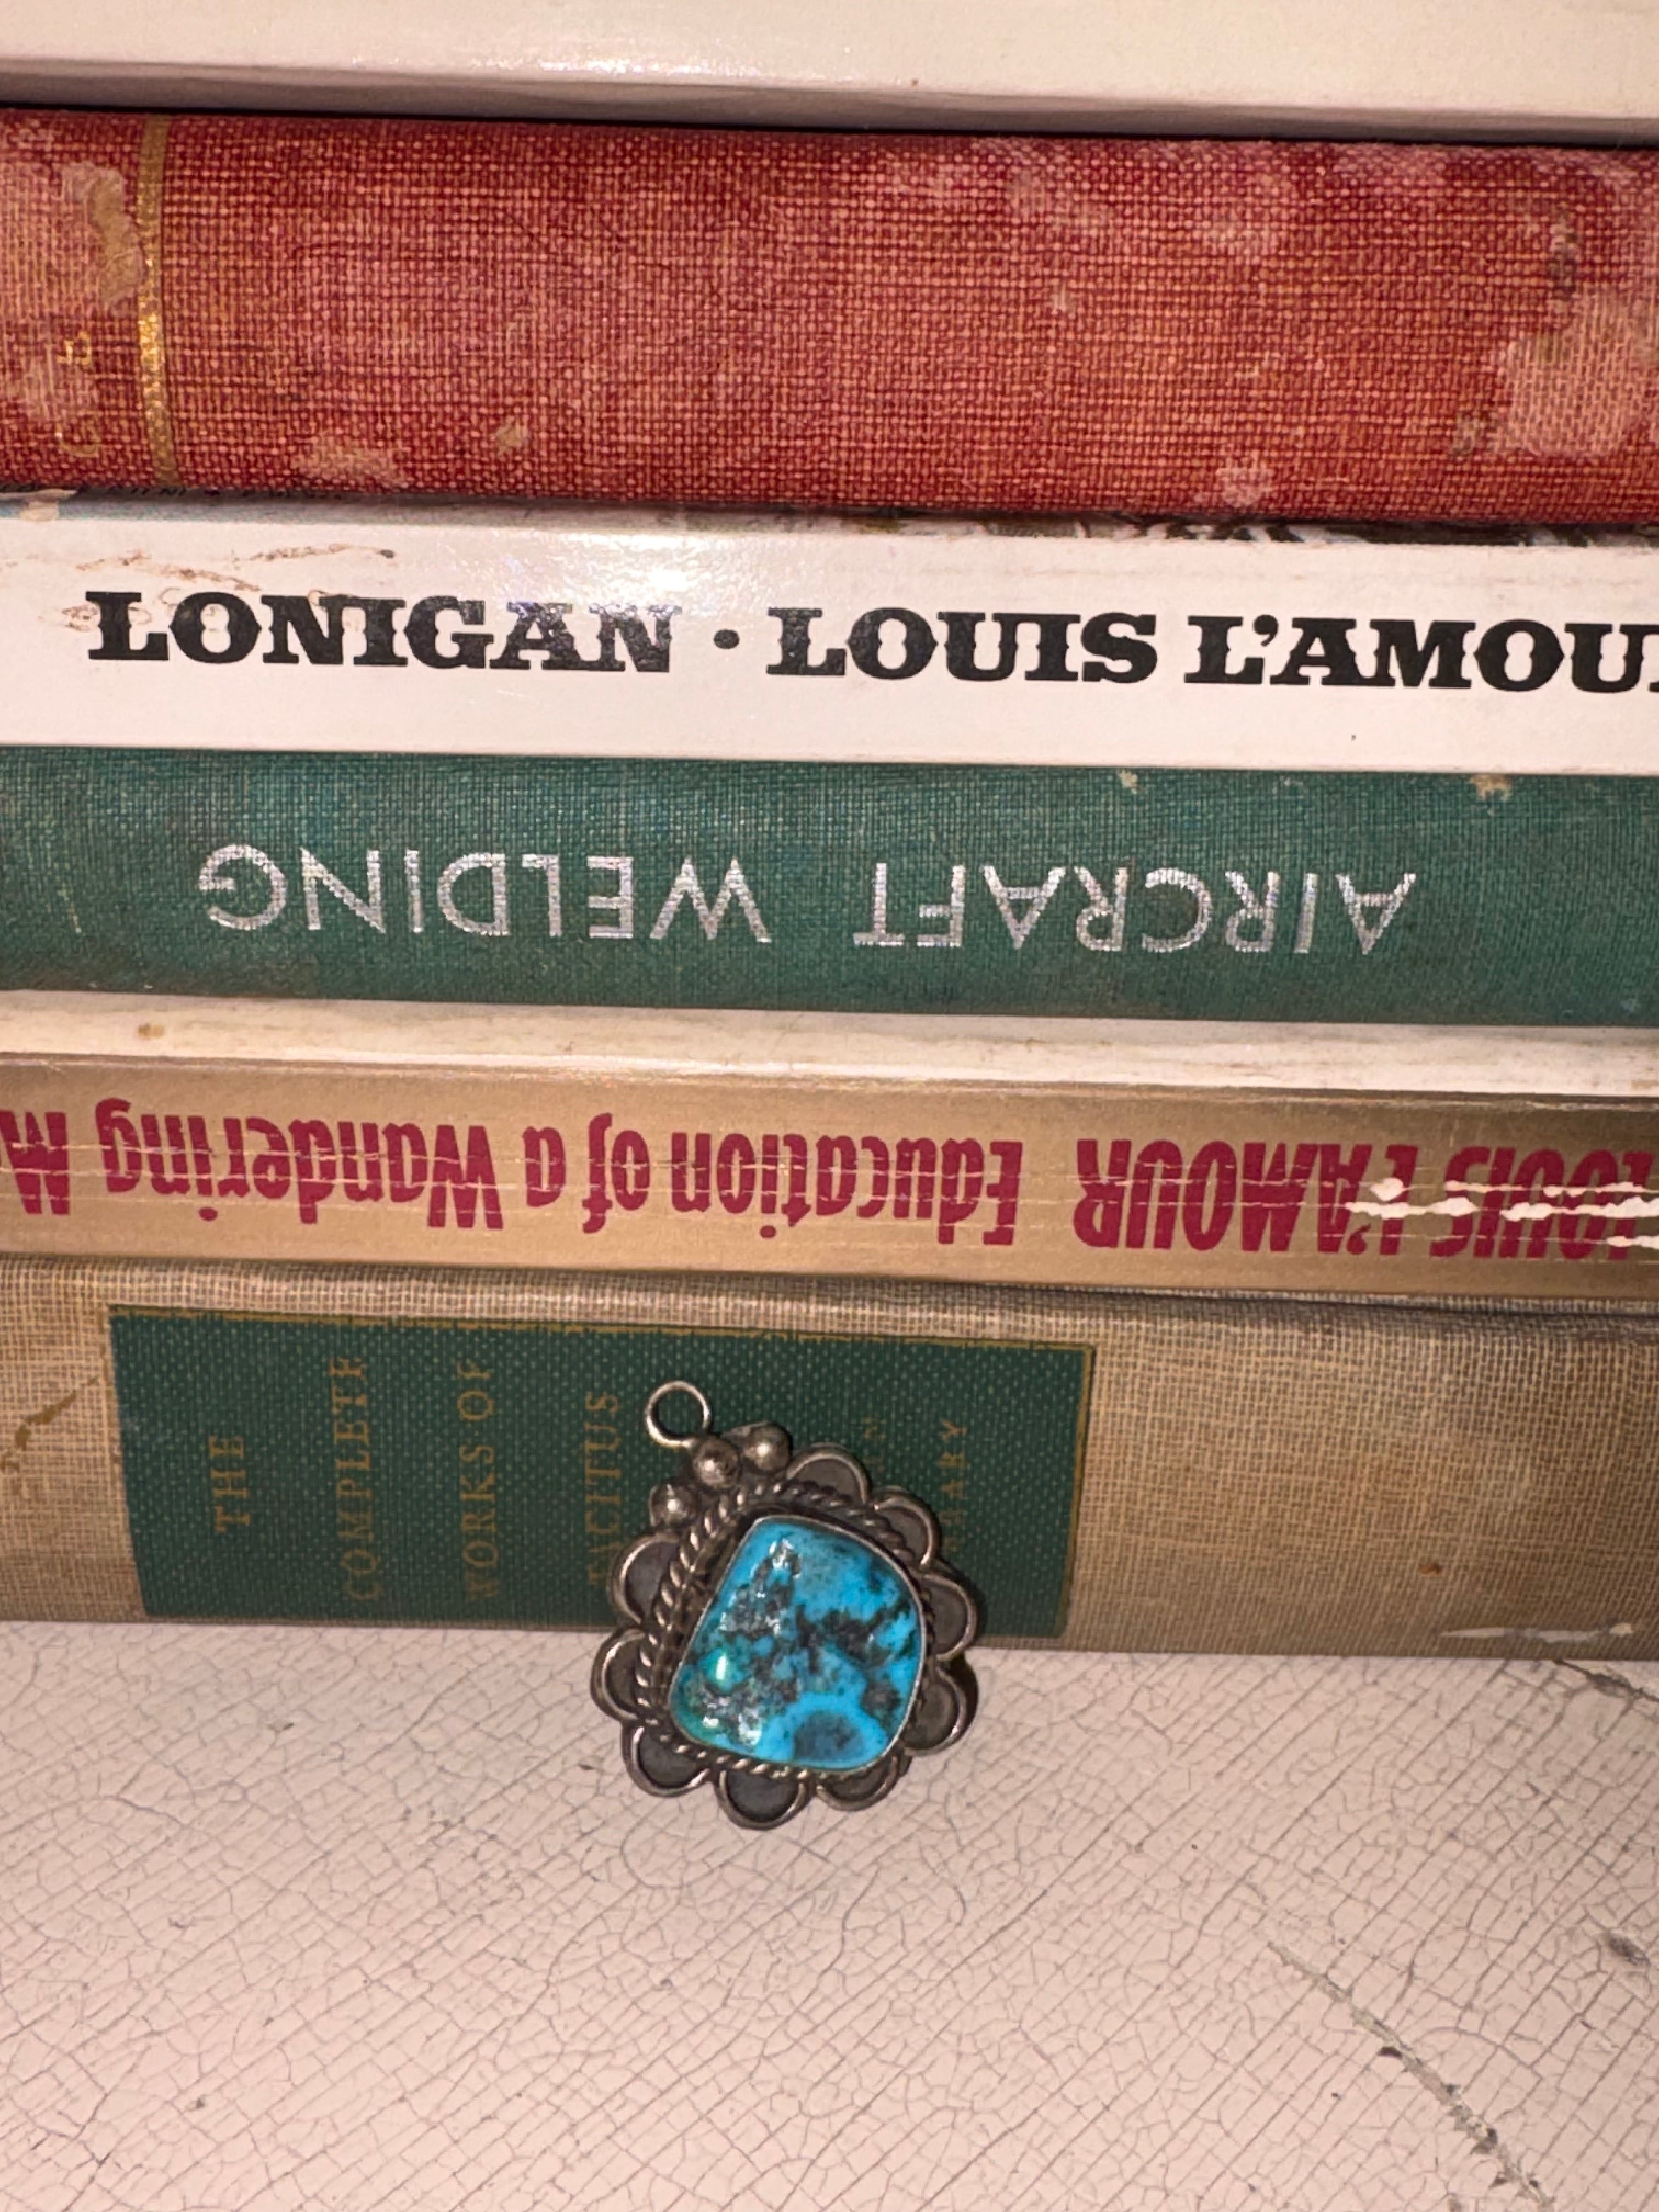 LONIGAN · LOUIS L'AMOU
AIRCRAFT WELDING
LOUIS L'AMOUR Education of a Wandering M
THE
COMPLETE
WORKS OF
TACITUS